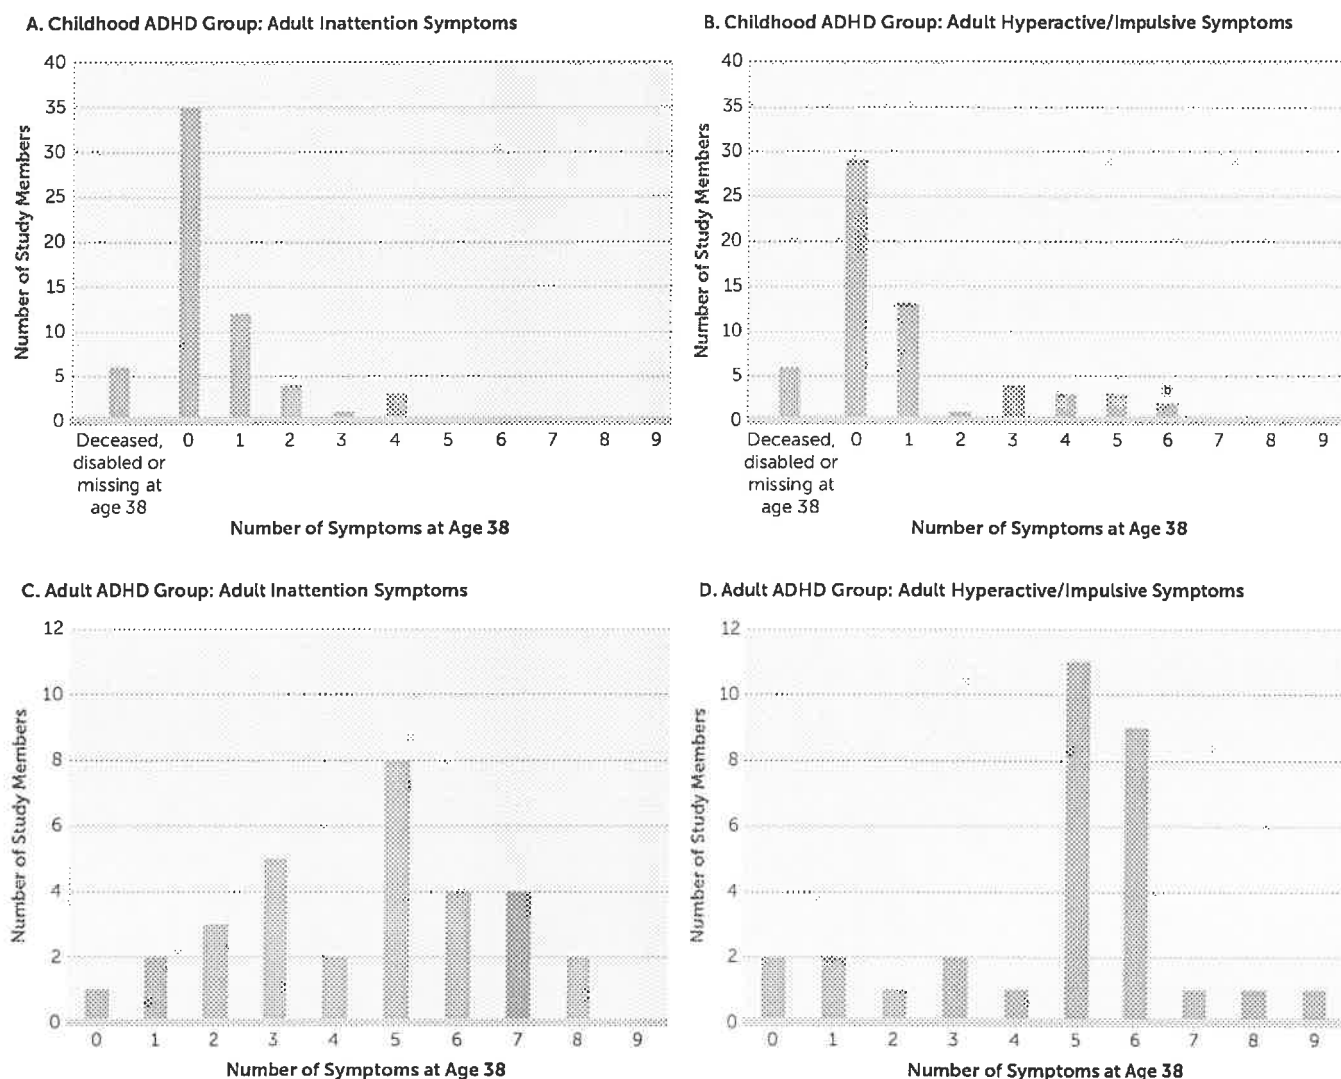 A. Childhood ADHD Group: Adult Inattention Symptoms
40
35
30
25
20
15
10
5
0
Number of Study Members
Deceased,
disabled or
missing at
age 38
0 1 2 3 4 5 6 7 8 9
Number of Symptoms at Age 38
B. Childhood ADHD Group: Adult Hyperactive/Impulsive Symptoms
40
35
30
25
20
15
10
5
0
Number of Study Members
b
Deceased,
disabled or
missing at
age 38
0 1 2 3 4 5 6 7 8 9
Number of Symptoms at Age 38
C. Adult ADHD Group: Adult Inattention Symptoms
12
10
8
6
4
2
0
Number of Study Members
0 1 2 3 4 5 6 7 8 9
Number of Symptoms at Age 38
D. Adult ADHD Group: Adult Hyperactive/Impulsive Symptoms
12
10
8
6
4
2
0
Number of Study Members
0 1 2 3 4 5 6 7 8 9
Number of Symptoms at Age 38